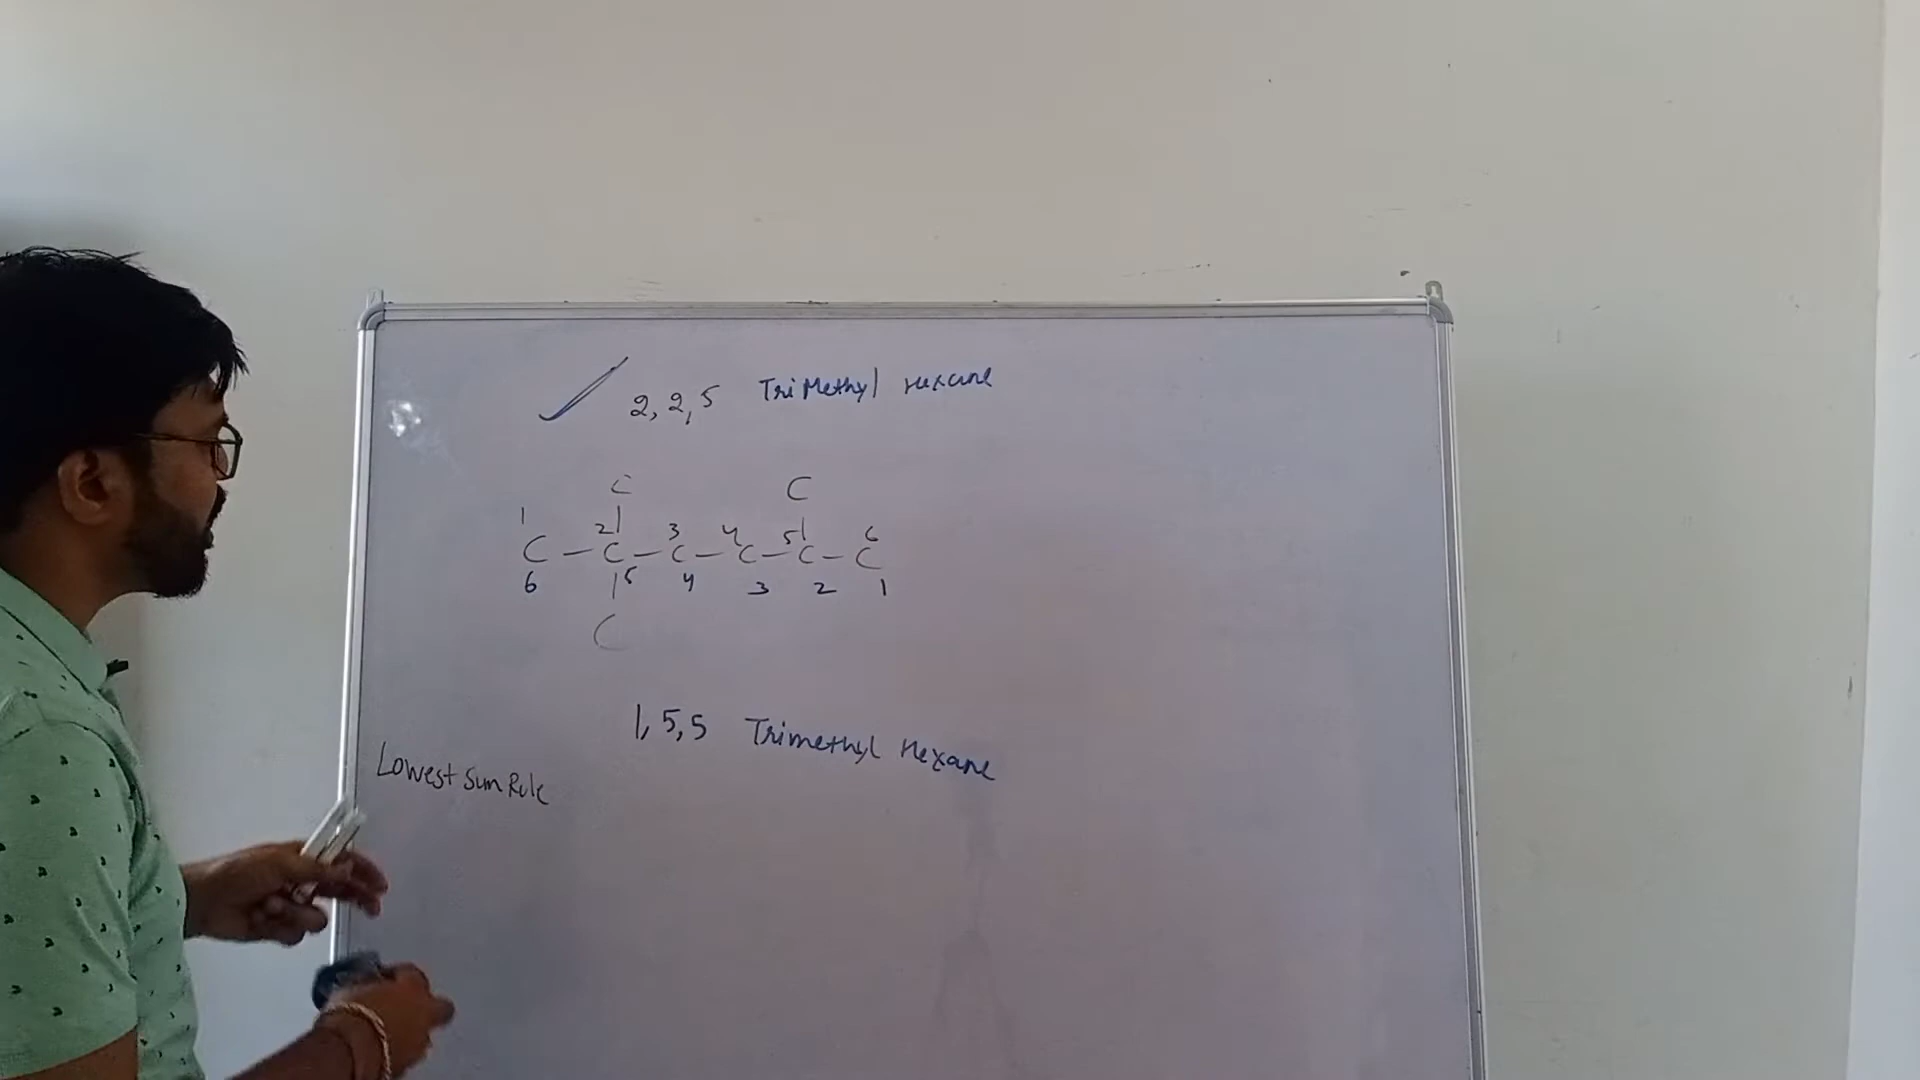 2, 2, 5 TriMethyl Hexane
C C
1 2 3 4 5 6
C — C — C — C — C — C
6 5 4 3 2 1
C
1, 5, 5 Trimethyl Hexane
Lowest Sum Rule